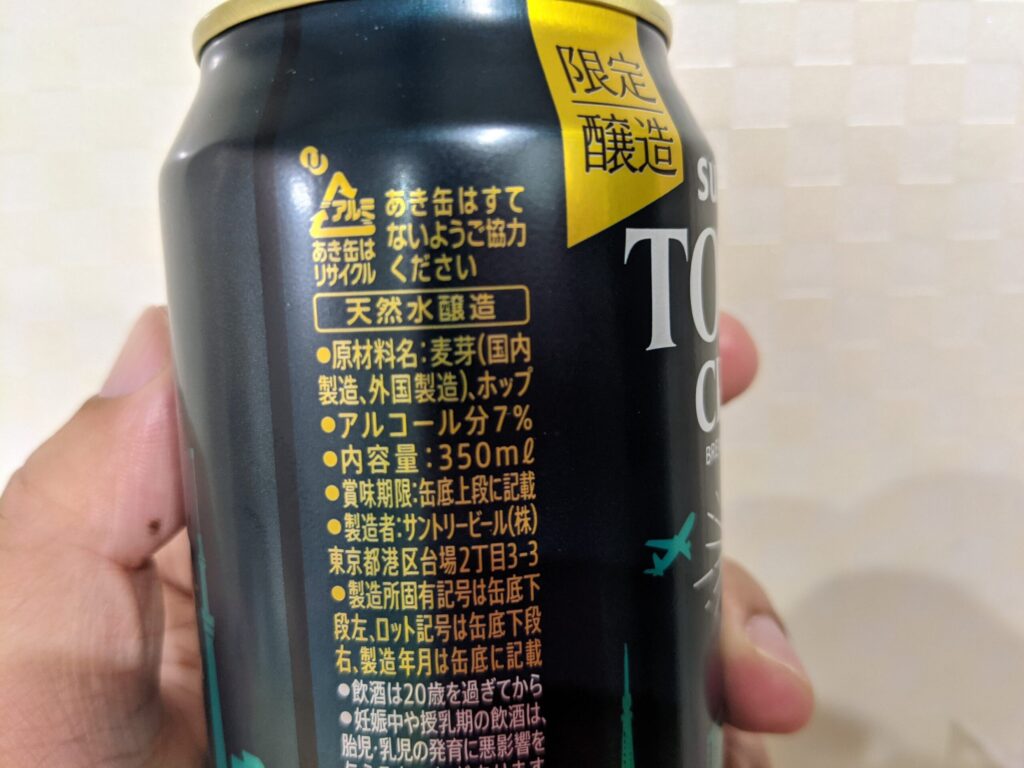 限定
醸造
アルミ
あき缶は
リサイクル
あき缶はすて
ないようご協力
ください
天然水醸造
●原材料名:麦芽(国内
製造、外国製造)、ホップ
●アルコール分7%
●内容量:350mℓ
●賞味期限:缶底上段に記載
●製造者:サントリービール(株)
東京都港区台場2丁目3-3
●製造所固有記号は缶底下
段左、ロット記号は缶底下段
右、製造年月は缶底に記載
●飲酒は20歳を過ぎてから
●妊娠中や授乳期の飲酒は、
胎児・乳児の発育に悪影響を
SU
TO
C
BRE